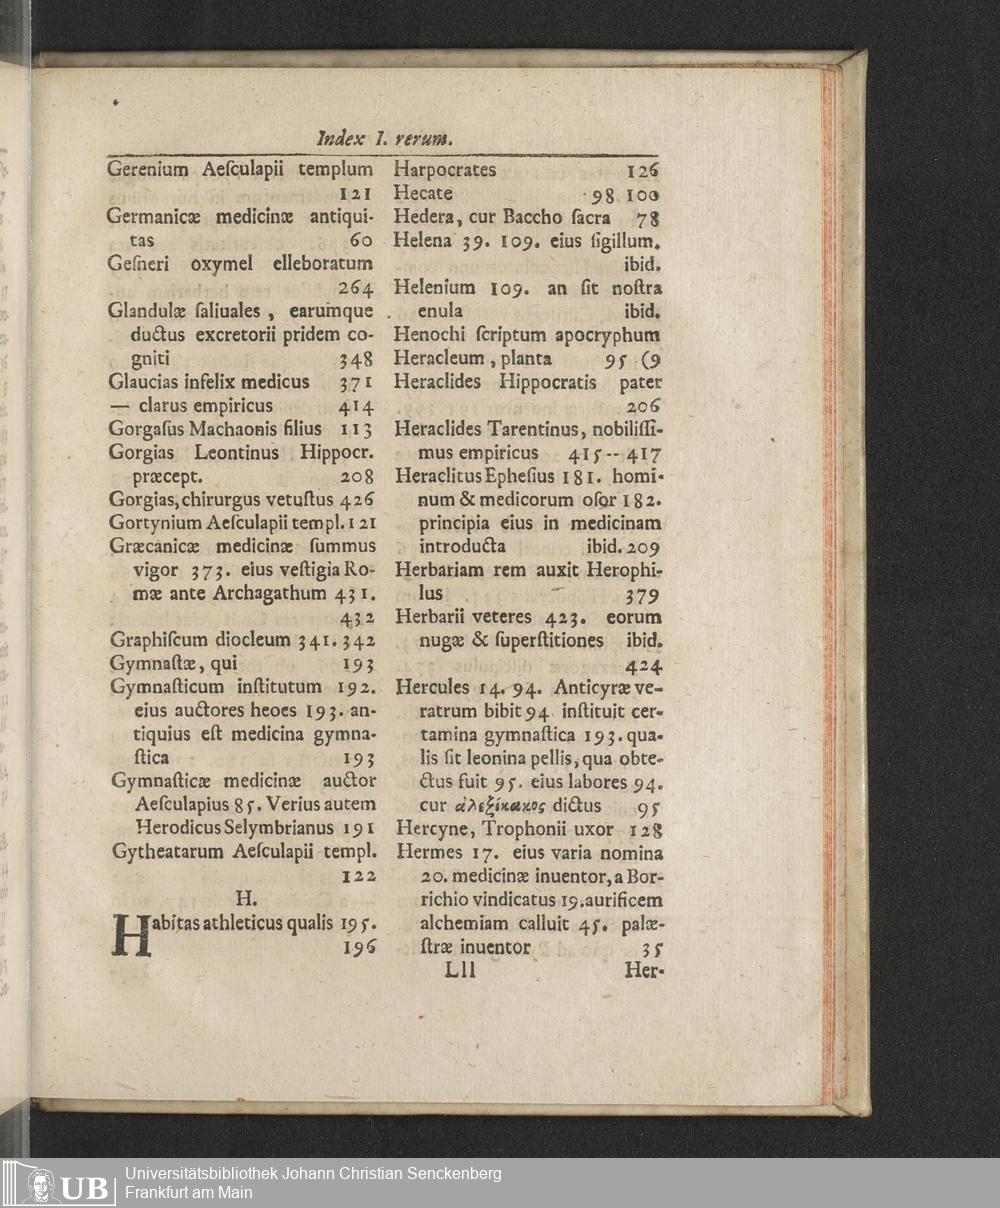 Index I. rerum.
Gerenium Aeſculapii templum
121
Germanicæ medicinæ antiqui-
tas 60
Geſneri oxymel elleboratum
264
Glandulæ ſaliuales, earumque
ductus excretorii pridem co-
gniti 348
Glaucias infelix medicus 371
— clarus empiricus 414
Gorgaſus Machaonis filius 113
Gorgias Leontinus Hippocr.
præcept. 208
Gorgias, chirurgus vetuſtus 426
Gortynium Aeſculapii templ. 121
Græcanicæ medicinæ ſummus
vigor 373. eius veſtigia Ro-
mæ ante Archagathum 431.
432
Graphiſcum diocleum 341. 342
Gymnaſtæ, qui 193
Gymnaſticum inſtitutum 192.
eius auctores heoes 193. an-
tiquius eſt medicina gymna-
ſtica 193
Gymnaſticæ medicinæ auctor
Aeſculapius 85. Verius autem
Herodicus Selymbrianus 191
Gytheatarum Aeſculapii templ.
122
H.
Habitas athleticus qualis 195.
196
Harpocrates 126
Hecate 98 100
Hedera, cur Baccho ſacra 78
Helena 39. 109. eius ſigillum.
ibid.
Helenium 109. an ſit noſtra
enula ibid.
Henochi ſcriptum apocryphum
Heracleum, planta 95 (9
Heraclides Hippocratis pater
206
Heraclides Tarentinus, nobiliſſi-
mus empiricus 415-- 417
Heraclitus Epheſius 181. homi-
num & medicorum oſor 182.
principia eius in medicinam
introducta ibid. 209
Herbariam rem auxit Herophi-
lus 379
Herbarii veteres 423. eorum
nugæ & ſuperſtitiones ibid.
424
Hercules 14. 94. Anticyræ ve-
ratrum bibit 94 inſtituit cer-
tamina gymnaſtica 193. qua-
lis ſit leonina pellis, qua obte-
ctus fuit 95. eius labores 94.
cur ἀλεξίκακος dictus 95
Hercyne, Trophonii uxor 128
Hermes 17. eius varia nomina
20. medicinæ inuentor, a Bor-
richio vindicatus 19. aurificem
alchemiam calluit 45. palæ-
ſtræ inuentor 35
Lll Her-
UB
Universitätsbibliothek Johann Christian Senckenberg
Frankfurt am Main